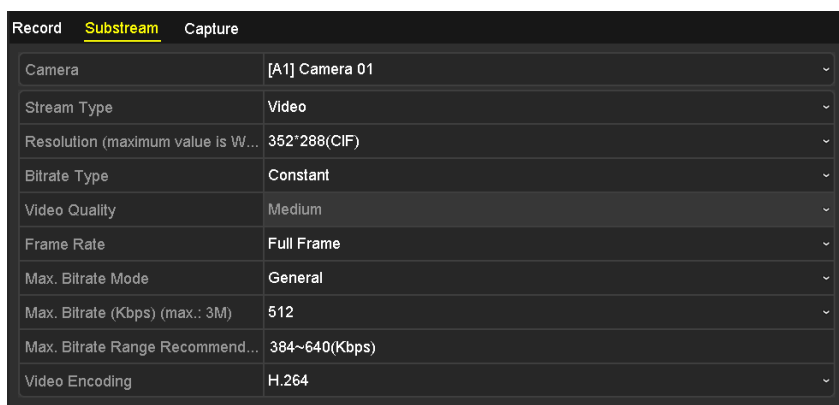 Record Substream Capture
Camera [A1] Camera 01
Stream Type Video
Resolution (maximum value is W... 352*288(CIF)
Bitrate Type Constant
Video Quality Medium
Frame Rate Full Frame
Max. Bitrate Mode General
Max. Bitrate (Kbps) (max.: 3M) 512
Max. Bitrate Range Recommend... 384~640(Kbps)
Video Encoding H.264